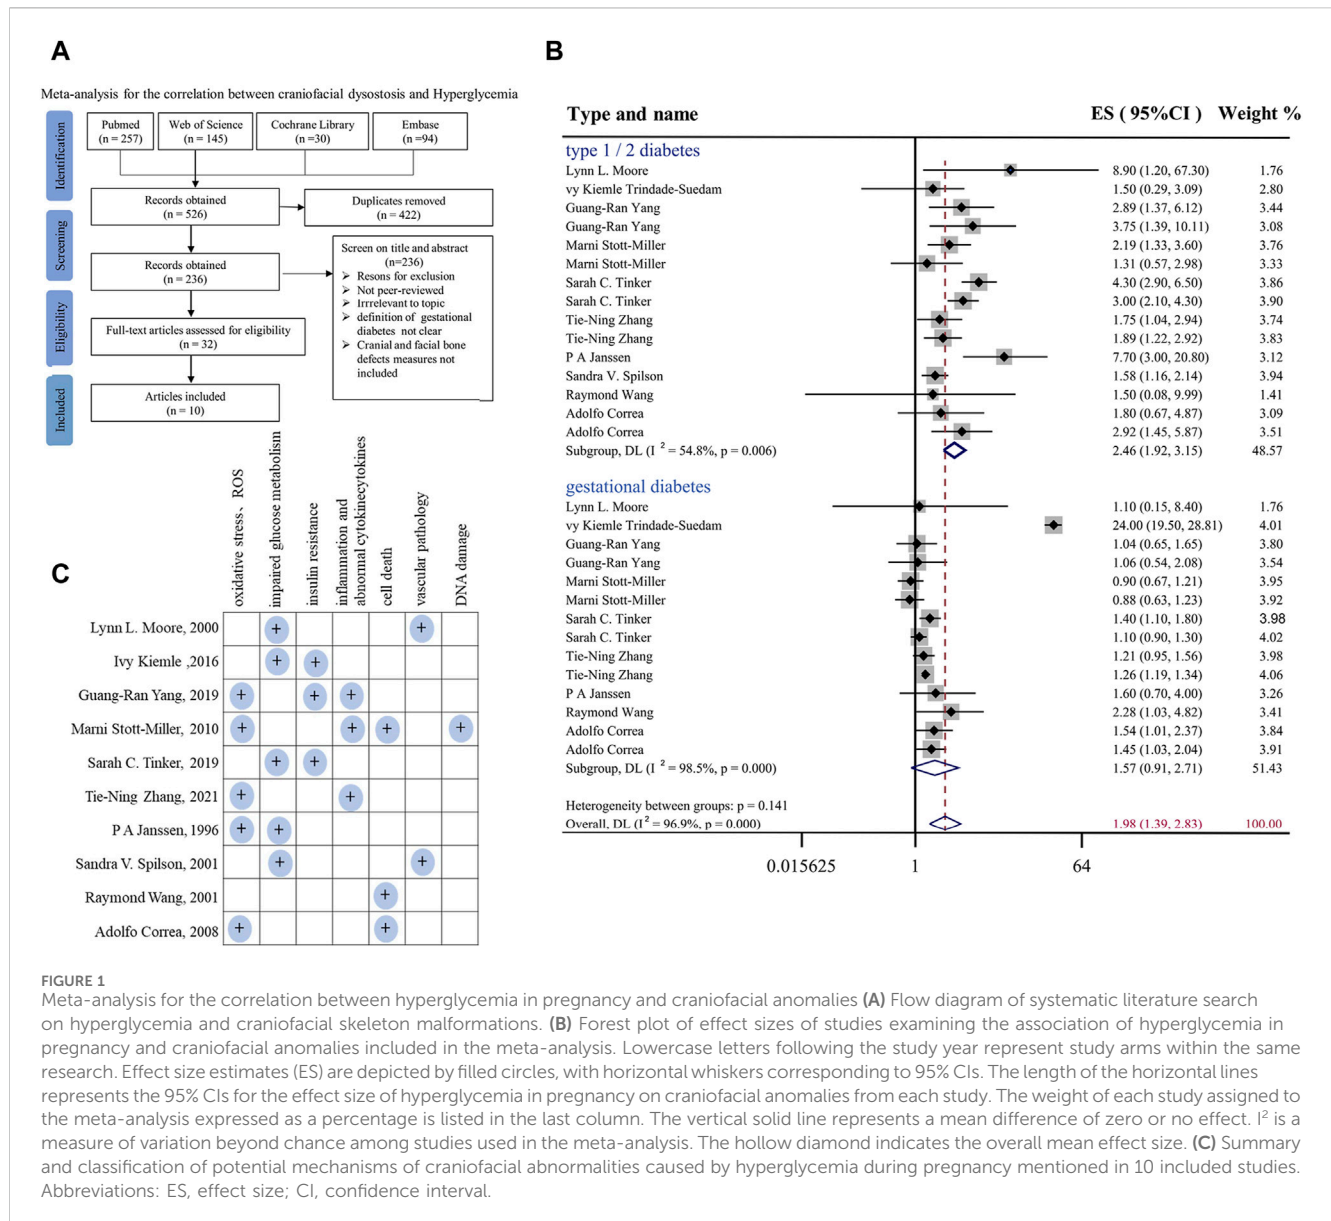 A
Meta-analysis for the correlation between craniofacial dysostosis and Hyperglycemia
Identification
Pubmed
(n = 257)
Web of Science
(n = 145)
Cochrane Library
(n =30)
Embase
(n =94)
Records obtained
(n = 526)
Duplicates removed
(n = 422)
Screening
Records obtained
(n = 236)
Screen on title and abstract
(n=236)
➢ Resons for exclusion
➢ Not peer-reviewed
➢ Irrrelevant to topic
➢ definition of gestational
diabetes not clear
➢ Cranial and facial bone
defects measures not
included
Eligibility
Full-text articles assessed for eligibility
(n = 32)
Included
Articles included
(n = 10)
B
Type and name ES ( 95%CI ) Weight %
type 1 / 2 diabetes
Lynn L. Moore 8.90 (1.20, 67.30) 1.76
vy Kiemle Trindade-Suedam 1.50 (0.29, 3.09) 2.80
Guang-Ran Yang 2.89 (1.37, 6.12) 3.44
Guang-Ran Yang 3.75 (1.39, 10.11) 3.08
Marni Stott-Miller 2.19 (1.33, 3.60) 3.76
Marni Stott-Miller 1.31 (0.57, 2.98) 3.33
Sarah C. Tinker 4.30 (2.90, 6.50) 3.86
Sarah C. Tinker 3.00 (2.10, 4.30) 3.90
Tie-Ning Zhang 1.75 (1.04, 2.94) 3.74
Tie-Ning Zhang 1.89 (1.22, 2.92) 3.83
P A Janssen 7.70 (3.00, 20.80) 3.12
Sandra V. Spilson 1.58 (1.16, 2.14) 3.94
Raymond Wang 1.50 (0.08, 9.99) 1.41
Adolfo Correa 1.80 (0.67, 4.87) 3.09
Adolfo Correa 2.92 (1.45, 5.87) 3.51
Subgroup, DL (I² = 54.8%, p = 0.006) 2.46 (1.92, 3.15) 48.57
gestational diabetes
Lynn L. Moore 1.10 (0.15, 8.40) 1.76
vy Kiemle Trindade-Suedam 24.00 (19.50, 28.81) 4.01
Guang-Ran Yang 1.04 (0.65, 1.65) 3.80
Guang-Ran Yang 1.06 (0.54, 2.08) 3.54
Marni Stott-Miller 0.90 (0.67, 1.21) 3.95
Marni Stott-Miller 0.88 (0.63, 1.23) 3.92
Sarah C. Tinker 1.40 (1.10, 1.80) 3.98
Sarah C. Tinker 1.10 (0.90, 1.30) 4.02
Tie-Ning Zhang 1.21 (0.95, 1.56) 3.98
Tie-Ning Zhang 1.26 (1.19, 1.34) 4.06
P A Janssen 1.60 (0.70, 4.00) 3.26
Raymond Wang 2.28 (1.03, 4.82) 3.41
Adolfo Correa 1.54 (1.01, 2.37) 3.84
Adolfo Correa 1.45 (1.03, 2.04) 3.91
Subgroup, DL (I² = 98.5%, p = 0.000) 1.57 (0.91, 2.71) 51.43
Heterogeneity between groups: p = 0.141
Overall, DL (I² = 96.9%, p = 0.000) 1.98 (1.39, 2.83) 100.00
0.015625 1 64
C
oxidative stress、ROS
impaired glucose metabolism
insulin resistance
inflammation and
abnormal cytokinecytokines
cell death
vascular pathology
DNA damage
Lynn L. Moore, 2000 + +
Ivy Kiemle ,2016 + +
Guang-Ran Yang, 2019 + + +
Marni Stott-Miller, 2010 + + + +
Sarah C. Tinker, 2019 + +
Tie-Ning Zhang, 2021 + +
P A Janssen, 1996 + +
Sandra V. Spilson, 2001 + +
Raymond Wang, 2001 +
Adolfo Correa, 2008 + +
FIGURE 1
Meta-analysis for the correlation between hyperglycemia in pregnancy and craniofacial anomalies (A) Flow diagram of systematic literature search
on hyperglycemia and craniofacial skeleton malformations. (B) Forest plot of effect sizes of studies examining the association of hyperglycemia in
pregnancy and craniofacial anomalies included in the meta-analysis. Lowercase letters following the study year represent study arms within the same
research. Effect size estimates (ES) are depicted by filled circles, with horizontal whiskers corresponding to 95% CIs. The length of the horizontal lines
represents the 95% CIs for the effect size of hyperglycemia in pregnancy on craniofacial anomalies from each study. The weight of each study assigned to
the meta-analysis expressed as a percentage is listed in the last column. The vertical solid line represents a mean difference of zero or no effect. I² is a
measure of variation beyond chance among studies used in the meta-analysis. The hollow diamond indicates the overall mean effect size. (C) Summary
and classification of potential mechanisms of craniofacial abnormalities caused by hyperglycemia during pregnancy mentioned in 10 included studies.
Abbreviations: ES, effect size; CI, confidence interval.